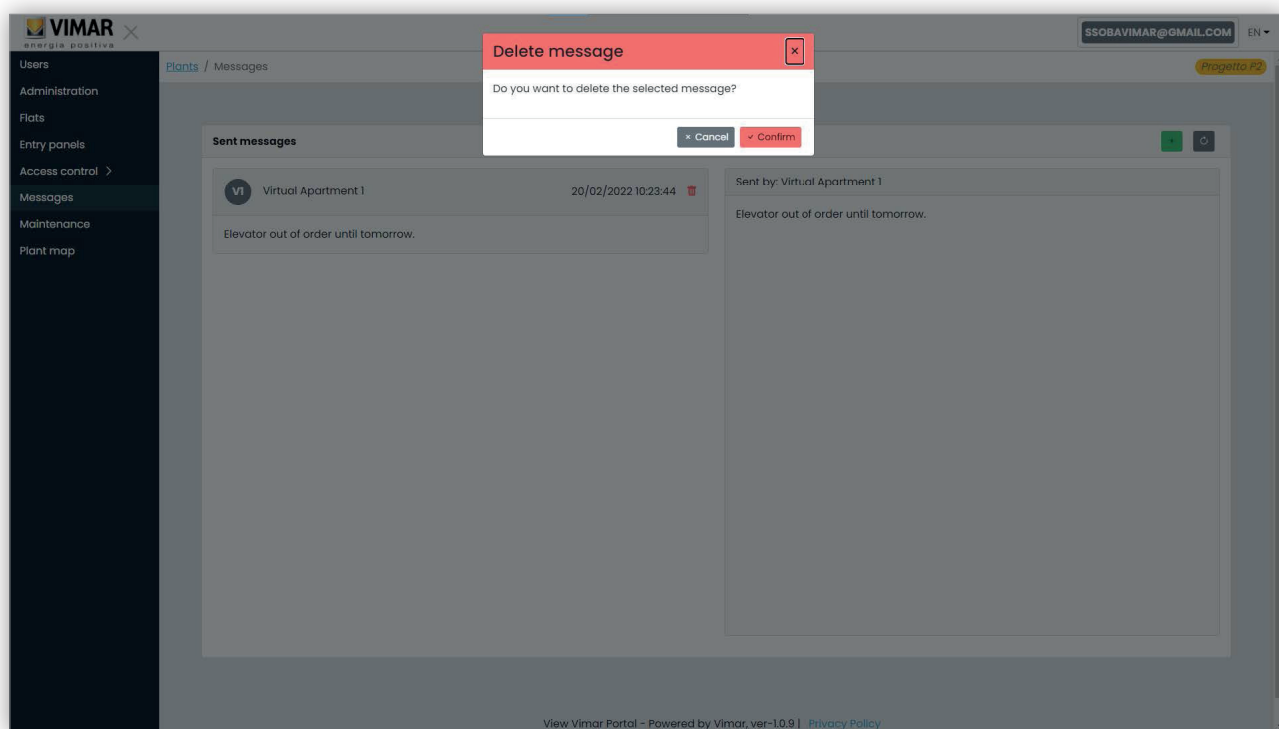 VIMAR
energia positiva
SSOBAVIMAR@GMAIL.COM
EN
Users
Administration
Flats
Entry panels
Access control >
Messages
Maintenance
Plant map
Plants / Messages
Progetto P2
Delete message
×
Do you want to delete the selected message?
× Cancel
✓ Confirm
Sent messages
+
V1
Virtual Apartment 1
20/02/2022 10:23:44
Elevator out of order until tomorrow.
Sent by: Virtual Apartment 1
Elevator out of order until tomorrow.
View Vimar Portal - Powered by Vimar, ver-1.0.9 | Privacy Policy